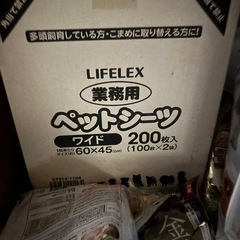 多頭飼育している方・こまめに取り替える方に!
LIFELEX
業務用
ペットシーツ
ワイド
200枚入
60×45cm
(100枚×2袋)
金